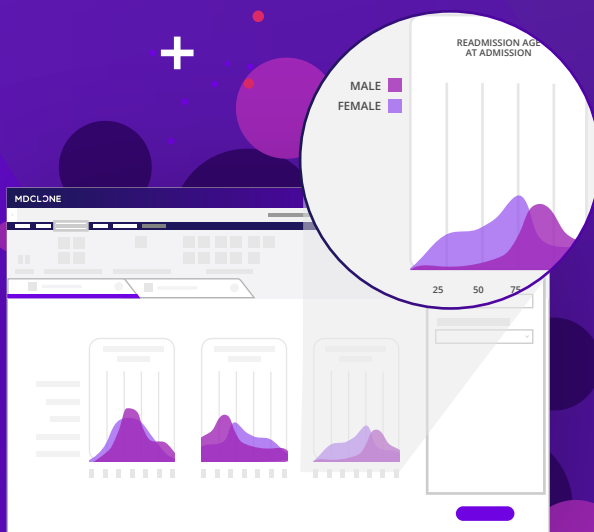 READMISSION AGE
AT ADMISSION
MALE
FEMALE
25 50 75
MDCLONE